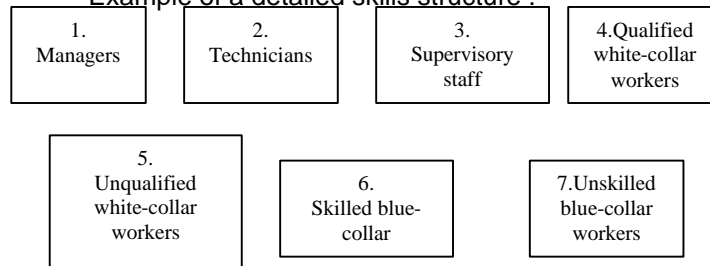 Example of a detailed skills structure :
1.
Managers
2.
Technicians
3.
Supervisory
staff
4.Qualified
white-collar
workers
5.
Unqualified
white-collar
workers
6.
Skilled blue-
collar
7.Unskilled
blue-collar
workers